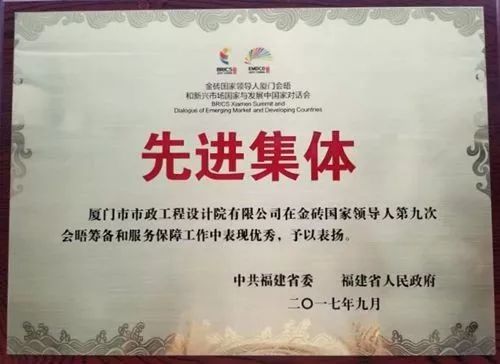 BRICS
EMDCD
金砖国家领导人厦门会晤
和新兴市场国家与发展中国家对话会
BRICS Xiamen Summit and
Dialogue of Emerging Market and Developing Countries
先进集体
厦门市市政工程设计院有限公司在金砖国家领导人第九次
会晤筹备和服务保障工作中表现优秀，予以表扬。
中共福建省委 福建省人民政府
二〇一七年九月